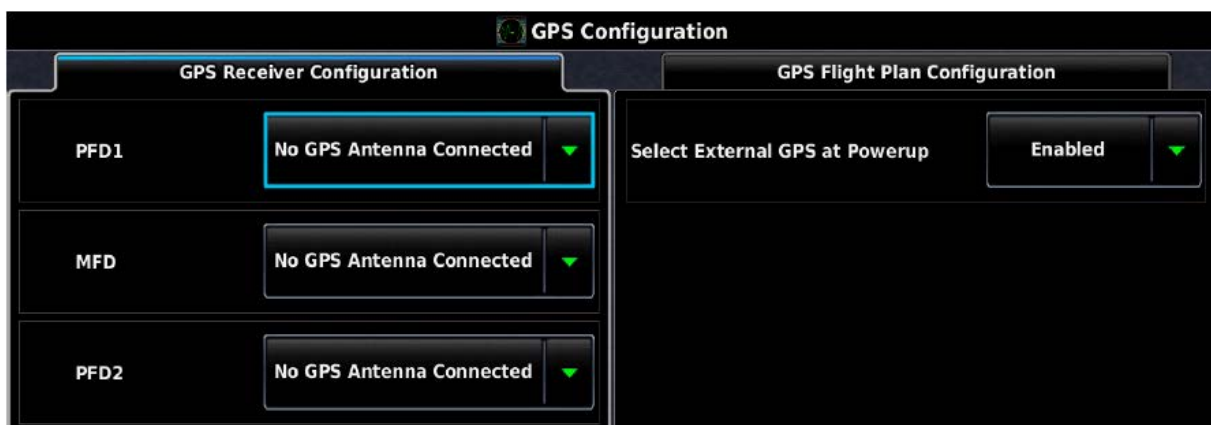 GPS Configuration
GPS Receiver Configuration
GPS Flight Plan Configuration
PFD1
No GPS Antenna Connected
Select External GPS at Powerup
Enabled
MFD
No GPS Antenna Connected
PFD2
No GPS Antenna Connected